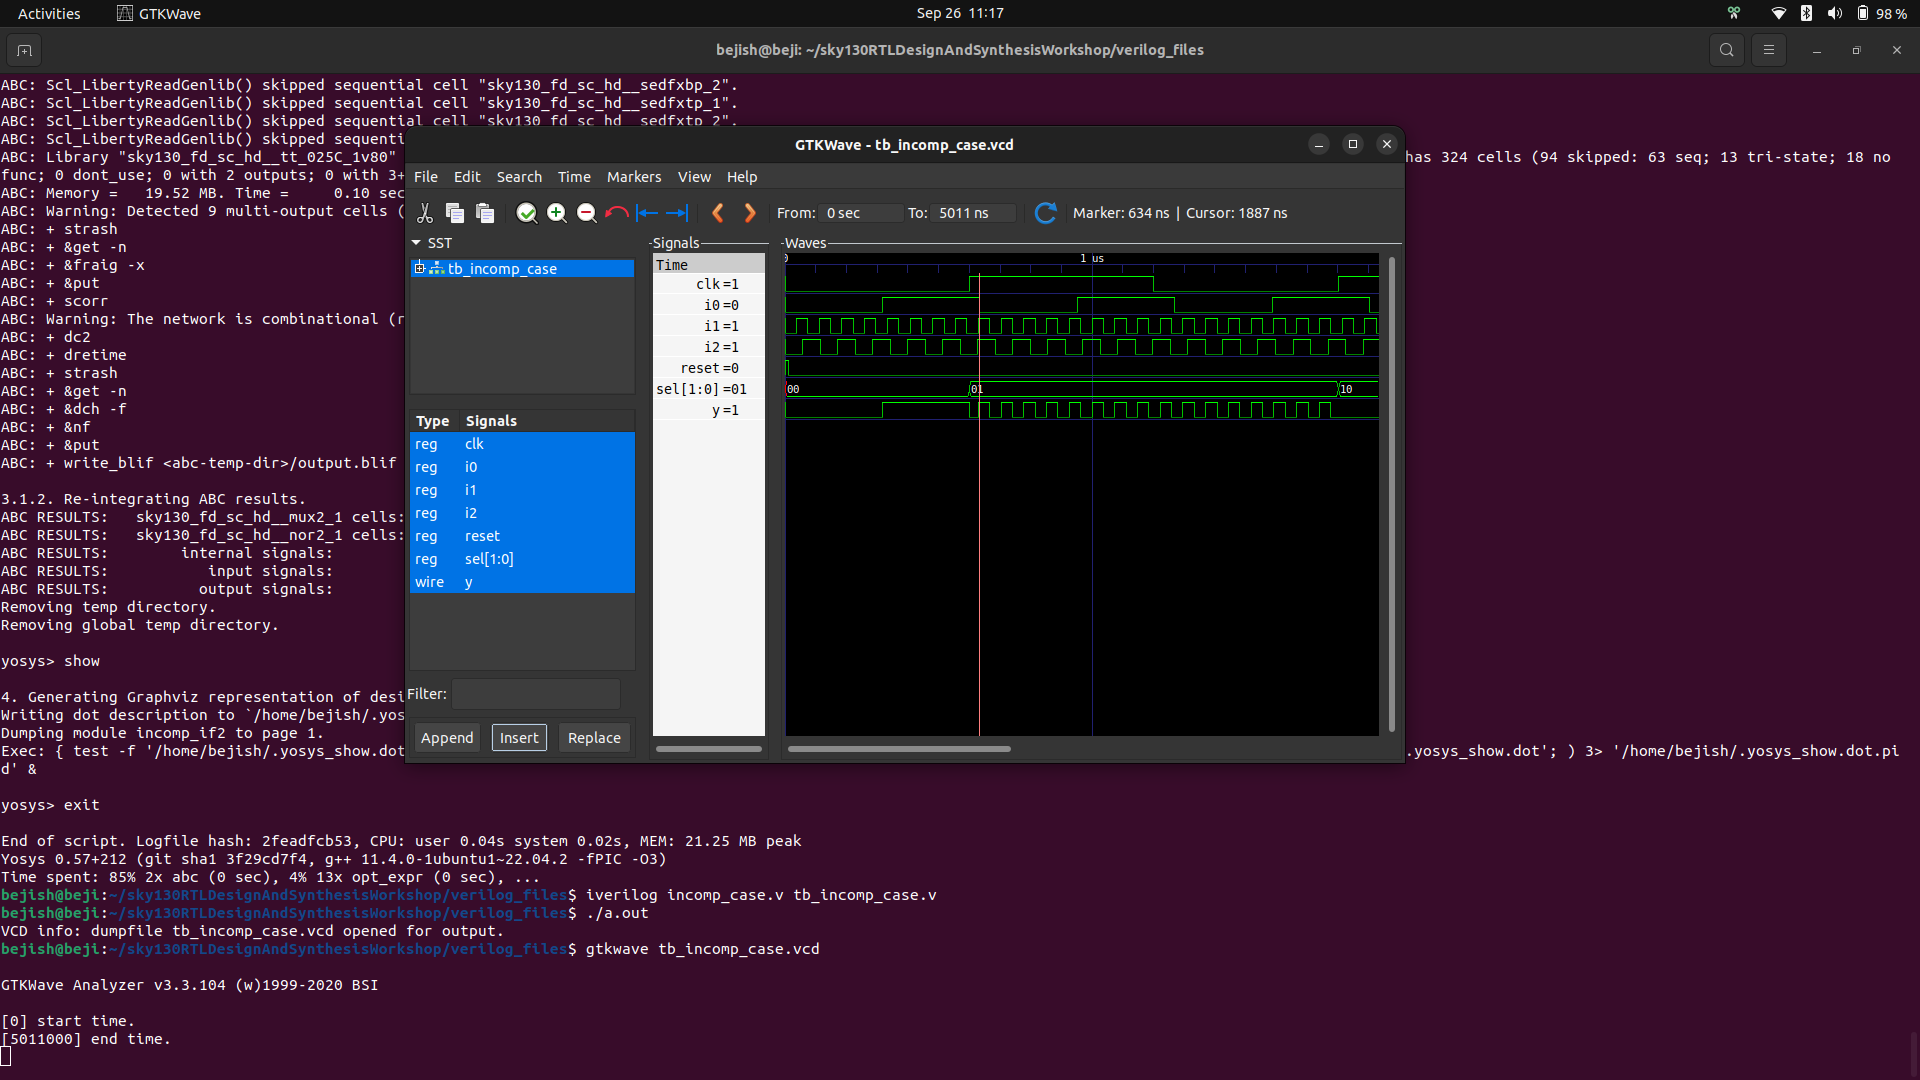 Activities GTKWave Sep 26 11:17 98 %
bejish@beji: ~/sky130RTLDesignAndSynthesisWorkshop/verilog_files
ABC: Scl_LibertyReadGenlib() skipped sequential cell "sky130_fd_sc_hd__sedfxbp_2".
ABC: Scl_LibertyReadGenlib() skipped sequential cell "sky130_fd_sc_hd__sedfxtp_1".
ABC: Scl_LibertyReadGenlib() skipped sequential cell "sky130_fd_sc_hd__sedfxtp_2".
ABC: Scl_LibertyReadGenlib() skipped sequenti
ABC: Library "sky130_fd_sc_hd__tt_025C_1v80" has 324 cells (94 skipped: 63 seq; 13 tri-state; 18 no
func; 0 dont_use; 0 with 2 outputs; 0 with 3+
ABC: Memory = 19.52 MB. Time = 0.10 sec
ABC: Warning: Detected 9 multi-output cells (
ABC: + strash
ABC: + &get -n
ABC: + &fraig -x
ABC: + &put
ABC: + scorr
ABC: Warning: The network is combinational (r
ABC: + dc2
ABC: + dretime
ABC: + strash
ABC: + &get -n
ABC: + &dch -f
ABC: + &nf
ABC: + &put
ABC: + write_blif <abc-temp-dir>/output.blif
3.1.2. Re-integrating ABC results.
ABC RESULTS: sky130_fd_sc_hd__mux2_1 cells:
ABC RESULTS: sky130_fd_sc_hd__nor2_1 cells:
ABC RESULTS: internal signals:
ABC RESULTS: input signals:
ABC RESULTS: output signals:
Removing temp directory.
Removing global temp directory.
yosys> show
4. Generating Graphviz representation of desi
Writing dot description to `/home/bejish/.yos
Dumping module incomp_if2 to page 1.
Exec: { test -f '/home/bejish/.yosys_show.dot .yosys_show.dot'; ) 3> '/home/bejish/.yosys_show.dot.pi
d' &
yosys> exit
End of script. Logfile hash: 2feadfcb53, CPU: user 0.04s system 0.02s, MEM: 21.25 MB peak
Yosys 0.57+212 (git sha1 3f29cd7f4, g++ 11.4.0-1ubuntu1~22.04.2 -fPIC -O3)
Time spent: 85% 2x abc (0 sec), 4% 13x opt_expr (0 sec), ...
bejish@beji:~/sky130RTLDesignAndSynthesisWorkshop/verilog_files$ iverilog incomp_case.v tb_incomp_case.v
bejish@beji:~/sky130RTLDesignAndSynthesisWorkshop/verilog_files$ ./a.out
VCD info: dumpfile tb_incomp_case.vcd opened for output.
bejish@beji:~/sky130RTLDesignAndSynthesisWorkshop/verilog_files$ gtkwave tb_incomp_case.vcd
GTKWave Analyzer v3.3.104 (w)1999-2020 BSI
[0] start time.
[5011000] end time.
GTKWave - tb_incomp_case.vcd
File Edit Search Time Markers View Help
From: 0 sec To: 5011 ns Marker: 634 ns | Cursor: 1887 ns
SST
tb_incomp_case
Type Signals
reg clk
reg i0
reg i1
reg i2
reg reset
reg sel[1:0]
wire y
Filter:
Append Insert Replace
Signals
Time
clk =1
i0 =0
i1 =1
i2 =1
reset =0
sel[1:0] =01
y =1
Waves
0 1 us
00 01 10